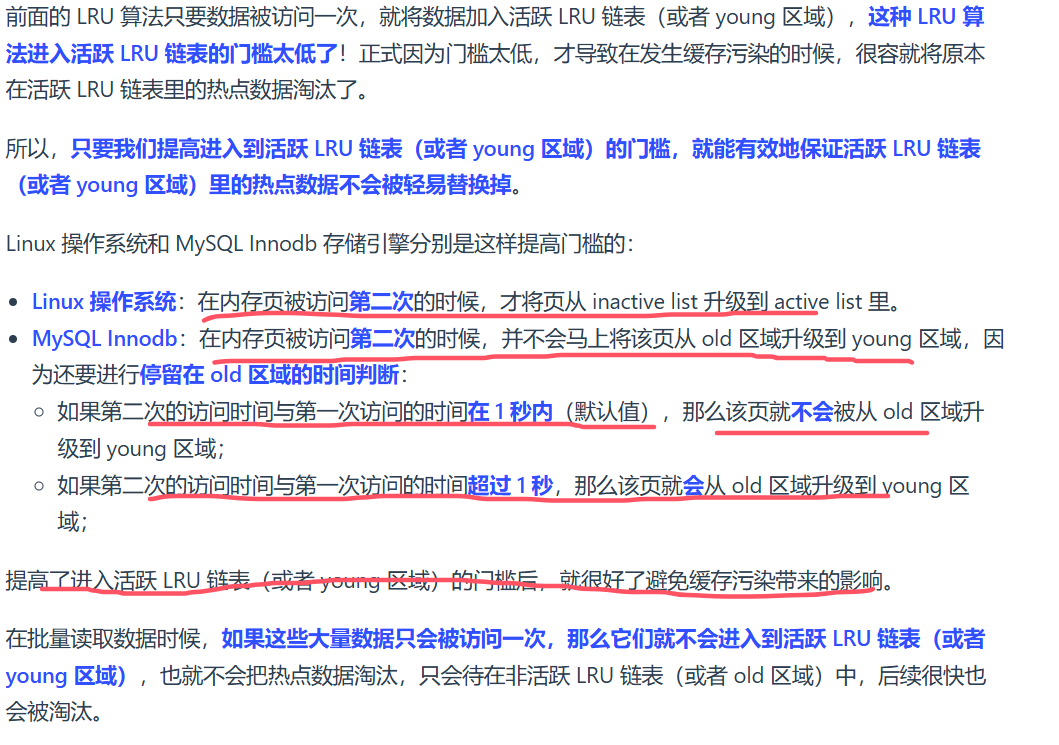 前面的 LRU 算法只要数据被访问一次，就将数据加入活跃 LRU 链表（或者 young 区域），这种 LRU 算
法进入活跃 LRU 链表的门槛太低了！正式因为门槛太低，才导致在发生缓存污染的时候，很容就将原本
在活跃 LRU 链表里的热点数据淘汰了。
所以，只要我们提高进入到活跃 LRU 链表（或者 young 区域）的门槛，就能有效地保证活跃 LRU 链表
（或者 young 区域）里的热点数据不会被轻易替换掉。
Linux 操作系统和 MySQL Innodb 存储引擎分别是这样提高门槛的：
Linux 操作系统：在内存页被访问第二次的时候，才将页从 inactive list 升级到 active list 里。
MySQL Innodb：在内存页被访问第二次的时候，并不会马上将该页从 old 区域升级到 young 区域，因
为还要进行停留在 old 区域的时间判断：
如果第二次的访问时间与第一次访问的时间在 1 秒内（默认值），那么该页就不会被从 old 区域升
级到 young 区域；
如果第二次的访问时间与第一次访问的时间超过 1 秒，那么该页就会从 old 区域升级到 young 区
域；
提高了进入活跃 LRU 链表（或者 young 区域）的门槛后，就很好了避免缓存污染带来的影响。
在批量读取数据时候，如果这些大量数据只会被访问一次，那么它们就不会进入到活跃 LRU 链表（或者
young 区域），也就不会把热点数据淘汰，只会待在非活跃 LRU 链表（或者 old 区域）中，后续很快也
会被淘汰。